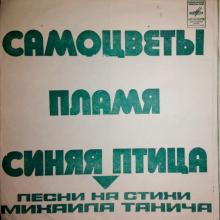 САМОЦВЕТЫ
ПЛАМЯ
СИНЯЯ ПТИЦА
ПЕСНИ НА СТИХИ
МИХАИЛА ТАНИЧА